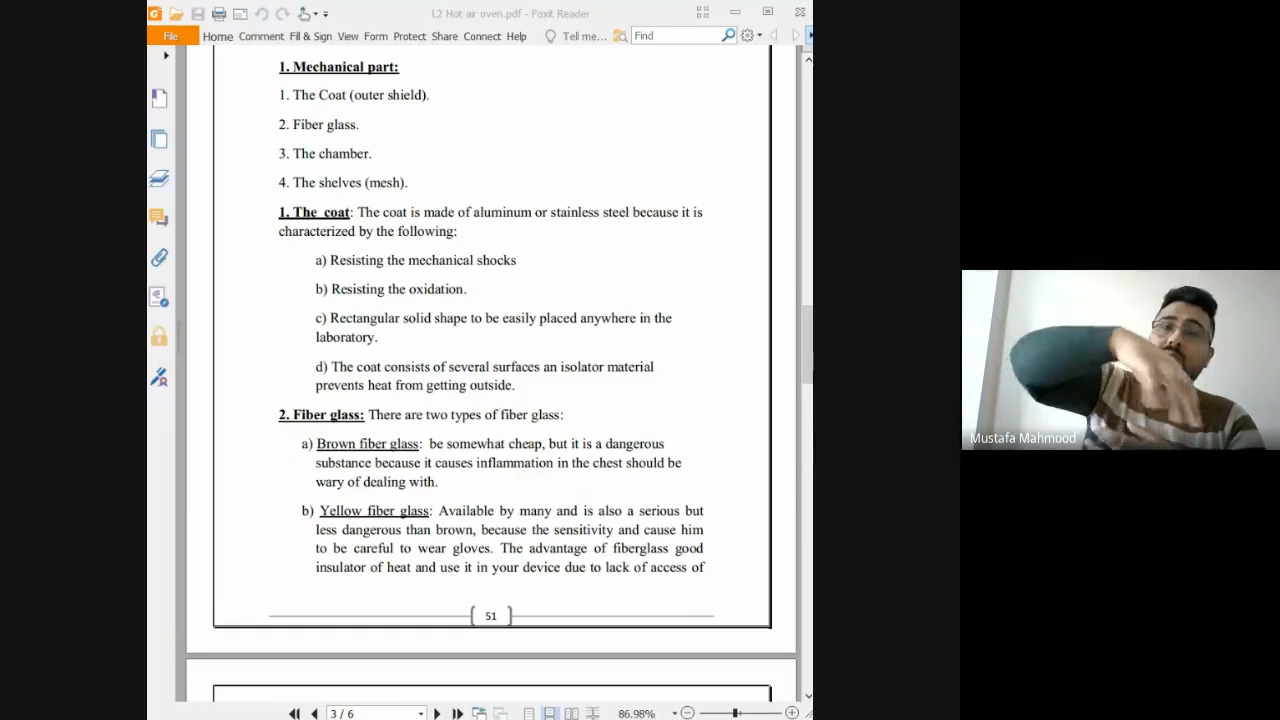 L2 Hot air oven.pdf - Foxit Reader
File Home Comment Fill & Sign View Form Protect Share Connect Help Tell me... Find
1. Mechanical part:
1. The Coat (outer shield).
2. Fiber glass.
3. The chamber.
4. The shelves (mesh).
1. The coat: The coat is made of aluminum or stainless steel because it is
characterized by the following:
a) Resisting the mechanical shocks
b) Resisting the oxidation.
c) Rectangular solid shape to be easily placed anywhere in the
laboratory.
d) The coat consists of several surfaces an isolator material
prevents heat from getting outside.
2. Fiber glass: There are two types of fiber glass:
a) Brown fiber glass: be somewhat cheap, but it is a dangerous
substance because it causes inflammation in the chest should be
wary of dealing with.
b) Yellow fiber glass: Available by many and is also a serious but
less dangerous than brown, because the sensitivity and cause him
to be careful to wear gloves. The advantage of fiberglass good
insulator of heat and use it in your device due to lack of access of
51
3 / 6
86.98%
Mustafa Mahmood